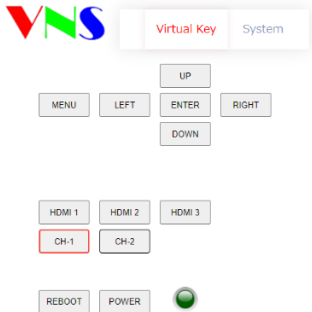 VNS
Virtual Key System
UP
MENU LEFT ENTER RIGHT
DOWN
HDMI 1 HDMI 2 HDMI 3
CH-1 CH-2
REBOOT POWER